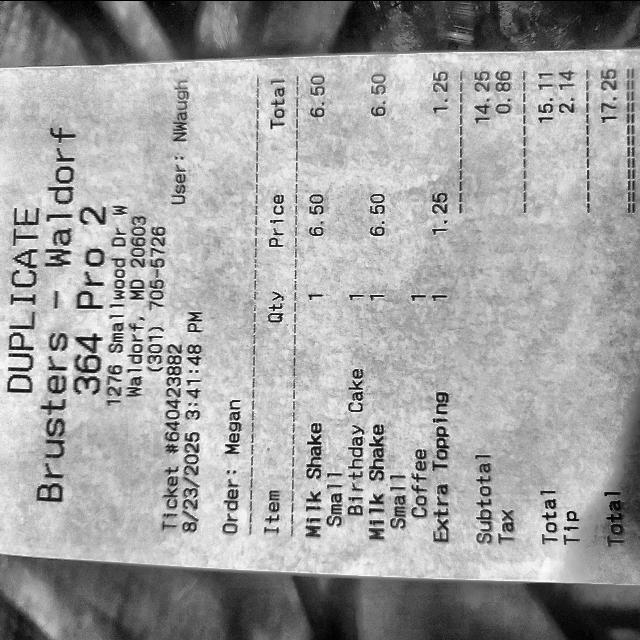 DUPLICATE
Brusters - Waldorf
364 Pro 2
1276 Smallwood Dr W
Waldorf, MD 20603
(301) 705-5726
Ticket #640423882
8/23/2025 3:41:48 PM User: NWaugh
Order: Megan
Item Qty Price Total
Milk Shake 1 6.50 6.50
Small
Birthday Cake 1
Milk Shake 1 6.50 6.50
Small
Coffee 1
Extra Topping 1 1.25 1.25
Subtotal 14.25
Tax 0.86
Total 15.11
Tip 2.14
Total 17.25